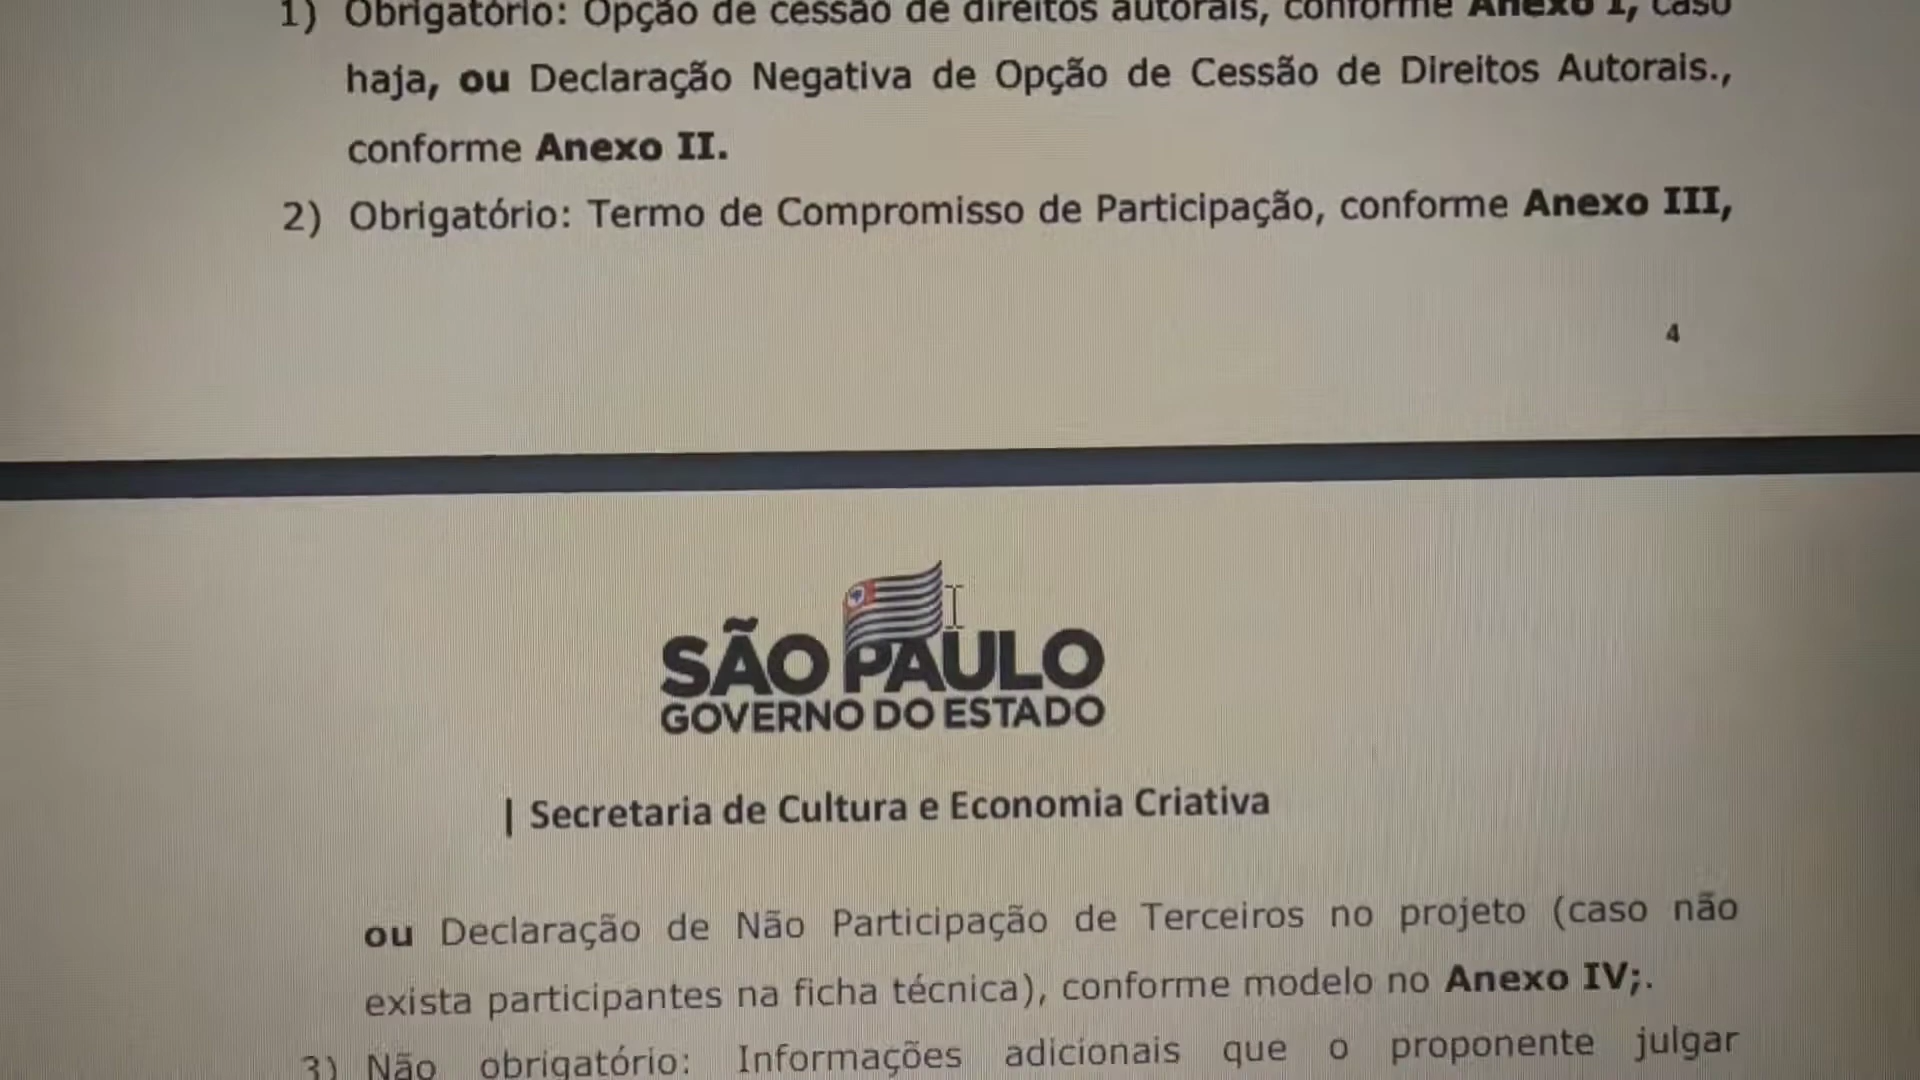 1) Obrigatório: Opção de cessão de direitos autorais, conforme Anexo I, caso
haja, ou Declaração Negativa de Opção de Cessão de Direitos Autorais.,
conforme Anexo II.
2) Obrigatório: Termo de Compromisso de Participação, conforme Anexo III,
4
SÃO PAULO
GOVERNO DO ESTADO
| Secretaria de Cultura e Economia Criativa
ou Declaração de Não Participação de Terceiros no projeto (caso não
exista participantes na ficha técnica), conforme modelo no Anexo IV;.
3) Não obrigatório: Informações adicionais que o proponente julgar